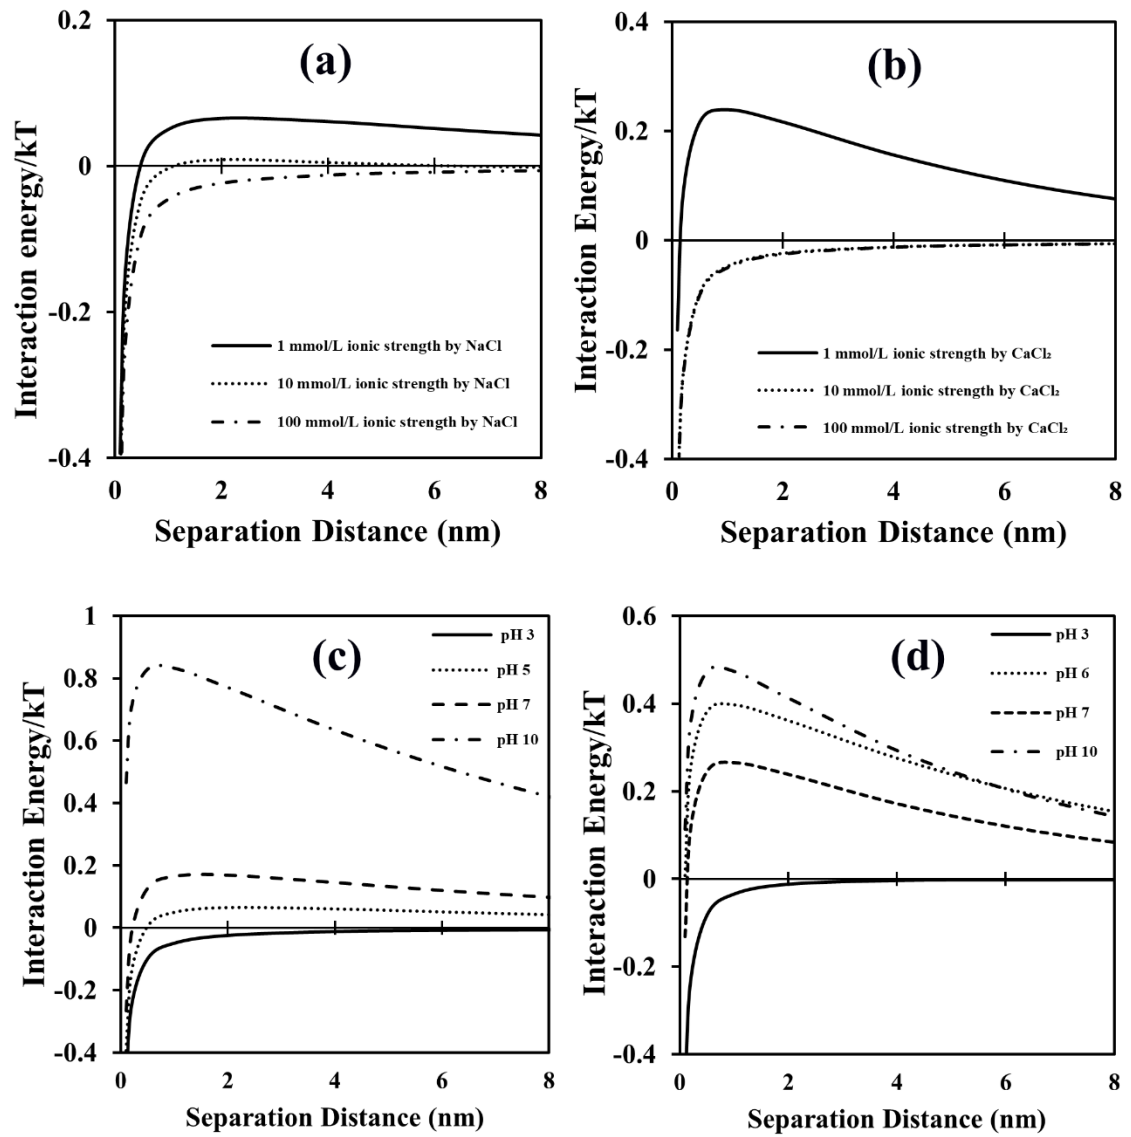 (a)
Interaction energy/kT
0.2
0
-0.2
-0.4
1 mmol/L ionic strength by NaCl
10 mmol/L ionic strength by NaCl
100 mmol/L ionic strength by NaCl
2 4 6 8
0 2 4 6 8
Separation Distance (nm)
(b)
Interaction Energy/kT
0.4
0.2
0
-0.2
-0.4
1 mmol/L ionic strength by CaCl₂
10 mmol/L ionic strength by CaCl₂
100 mmol/L ionic strength by CaCl₂
0 2 4 6 8
Separation Distance (nm)
(c)
Interaction Energy/kT
1
0.8
0.6
0.4
0.2
0
-0.2
-0.4
pH 3
pH 5
pH 7
pH 10
0 2 4 6 8
Separation Distance (nm)
(d)
Interaction Energy/kT
0.6
0.4
0.2
0
-0.2
-0.4
pH 3
pH 6
pH 7
pH 10
0 2 4 6 8
Separation Distance (nm)